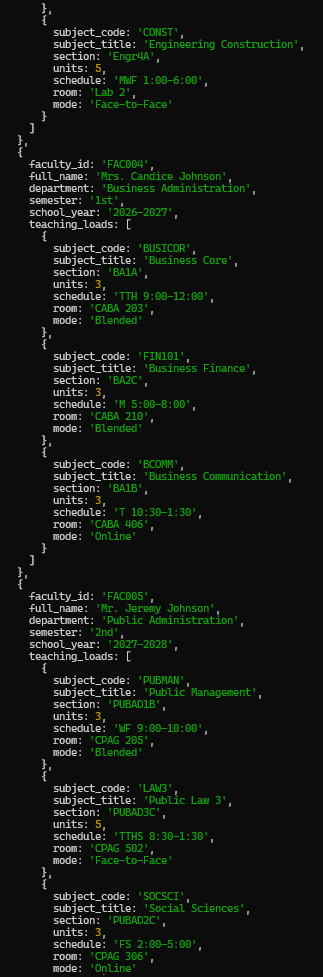 },
    {
      subject_code: 'CONST',
      subject_title: 'Engineering Construction',
      section: 'Engr4A',
      units: 5,
      schedule: 'MWF 1:00-6:00',
      room: 'Lab 2',
      mode: 'Face-to-Face'
    }
  ]
},
{
  faculty_id: 'FAC004',
  full_name: 'Mrs. Candice Johnson',
  department: 'Business Administration',
  semester: '1st',
  school_year: '2026-2027',
  teaching_loads: [
    {
      subject_code: 'BUSICOR',
      subject_title: 'Business Core',
      section: 'BA1A',
      units: 3,
      schedule: 'TTH 9:00-12:00',
      room: 'CABA 203',
      mode: 'Blended'
    },
    {
      subject_code: 'FIN101',
      subject_title: 'Business Finance',
      section: 'BA2C',
      units: 3,
      schedule: 'M 5:00-8:00',
      room: 'CABA 210',
      mode: 'Blended'
    },
    {
      subject_code: 'BCOMM',
      subject_title: 'Business Communication',
      section: 'BA1B',
      units: 3,
      schedule: 'T 10:30-1:30',
      room: 'CABA 406',
      mode: 'Online'
    }
  ]
},
{
  faculty_id: 'FAC005',
  full_name: 'Mr. Jeremy Johnson',
  department: 'Public Administration',
  semester: '2nd',
  school_year: '2027-2028',
  teaching_loads: [
    {
      subject_code: 'PUBMAN',
      subject_title: 'Public Management',
      section: 'PUBAD1B',
      units: 3,
      schedule: 'WF 9:00-10:00',
      room: 'CPAG 205',
      mode: 'Blended'
    },
    {
      subject_code: 'LAW3',
      subject_title: 'Public Law 3',
      section: 'PUBAD3C',
      units: 5,
      schedule: 'TTHS 8:30-1:30',
      room: 'CPAG 502',
      mode: 'Face-to-Face'
    },
    {
      subject_code: 'SOCSCI',
      subject_title: 'Social Sciences',
      section: 'PUBAD2C',
      units: 3,
      schedule: 'FS 2:00-5:00',
      room: 'CPAG 306',
      mode: 'Online'